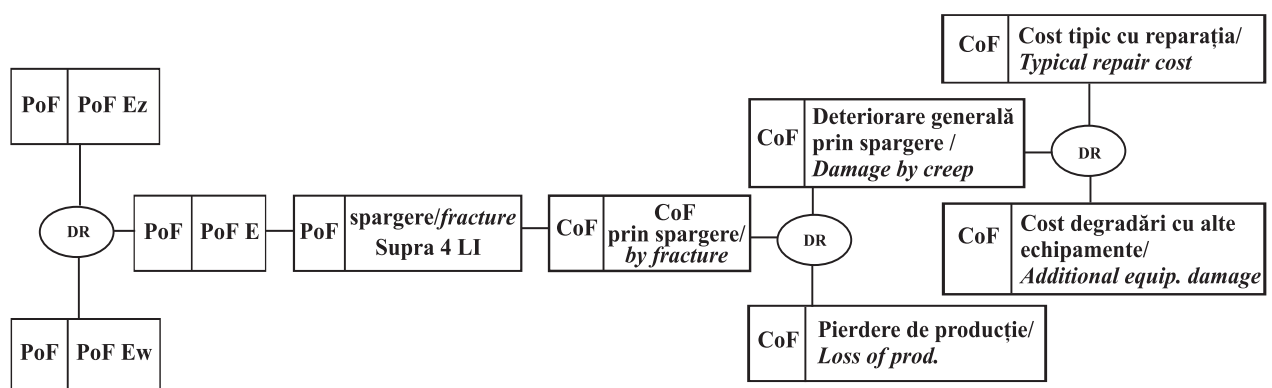 PoF PoF Ez
DR
PoF PoF Ew
PoF PoF E
PoF spargere/fracture
Supra 4 LI
CoF CoF
prin spargere/
by fracture
DR
CoF Deteriorare generală
prin spargere /
Damage by creep
CoF Pierdere de producție/
Loss of prod.
DR
CoF Cost tipic cu reparația/
Typical repair cost
CoF Cost degradări cu alte
echipamente/
Additional equip. damage